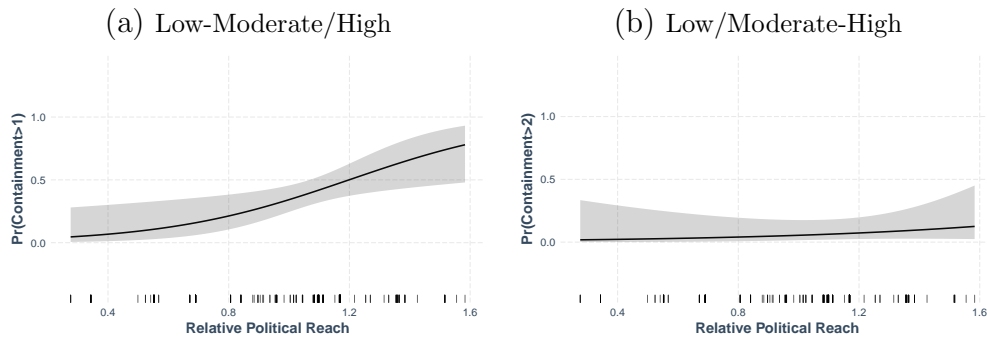 (a) Low-Moderate/High
Pr(Containment>1)
1.0
0.5
0.0
0.4 0.8 1.2 1.6
Relative Political Reach
(b) Low/Moderate-High
Pr(Containment>2)
1.0
0.5
0.0
0.4 0.8 1.2 1.6
Relative Political Reach